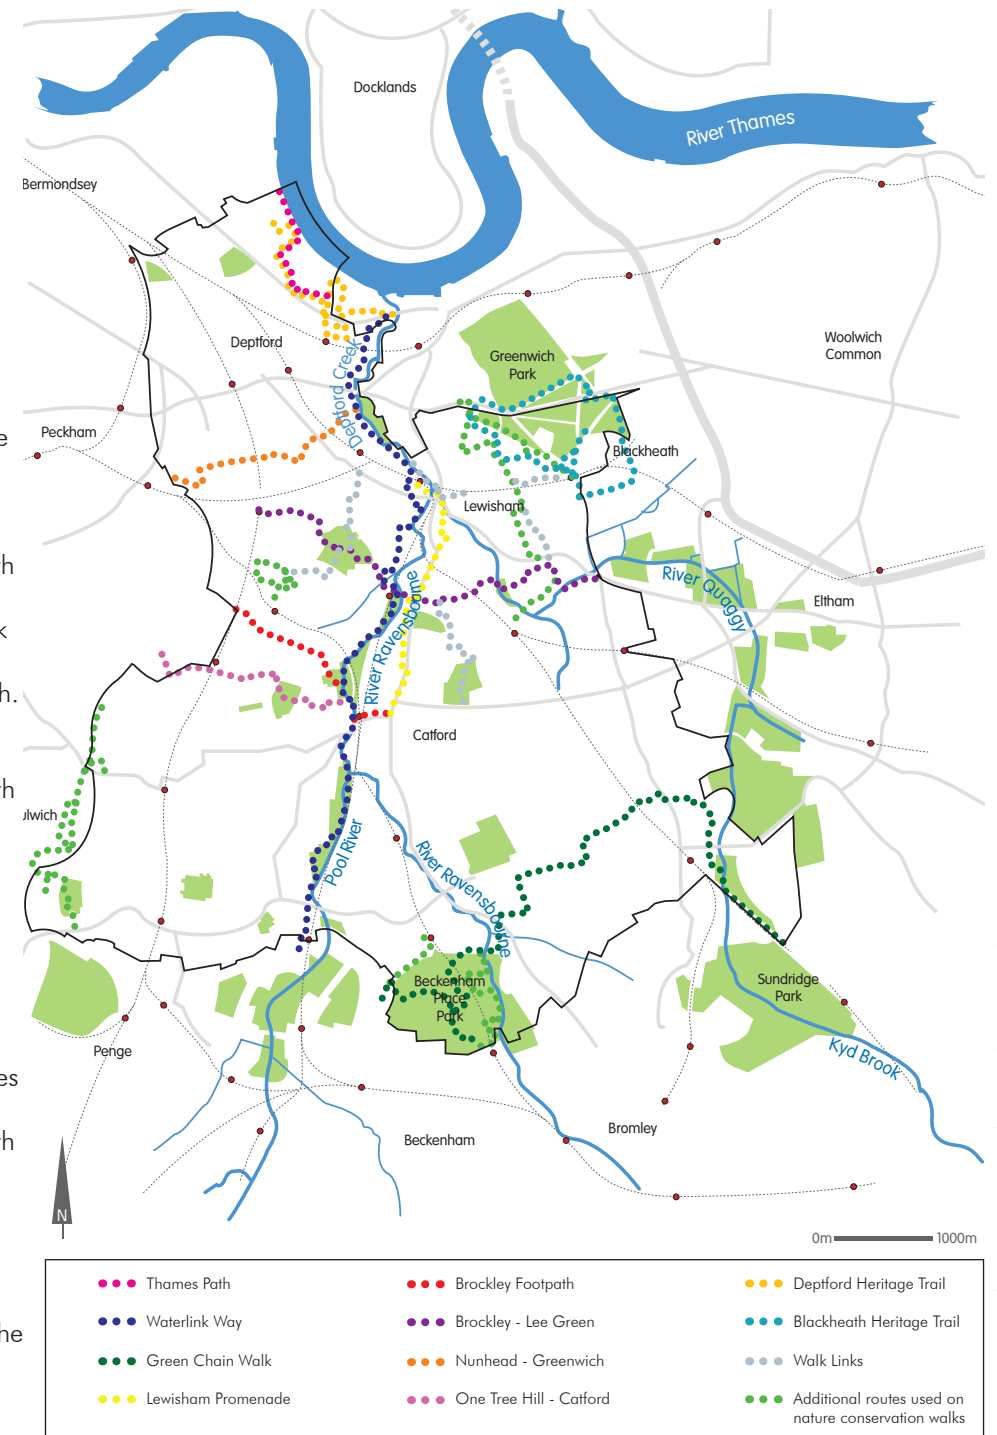 Docklands
River Thames
Bermondsey
Deptford
Deptford Creek
Greenwich
Park
Woolwich
Common
e
Peckham
Blackheath
Lewisham
River Quaggy
Eltham
River Ravensbourne
k
h.
Catford
ulwich
Pool River
River Ravensbourne
Beckenham
Place
Park
Sundridge
Park
Penge
Kyd Brook
es
Bromley
Beckenham
N
0m
1000m
Thames Path
Brockley Footpath
Deptford Heritage Trail
Waterlink Way
Brockley - Lee Green
Blackheath Heritage Trail
he
Green Chain Walk
Nunhead - Greenwich
Walk Links
Lewisham Promenade
One Tree Hill - Catford
Additional routes used on
nature conservation walks